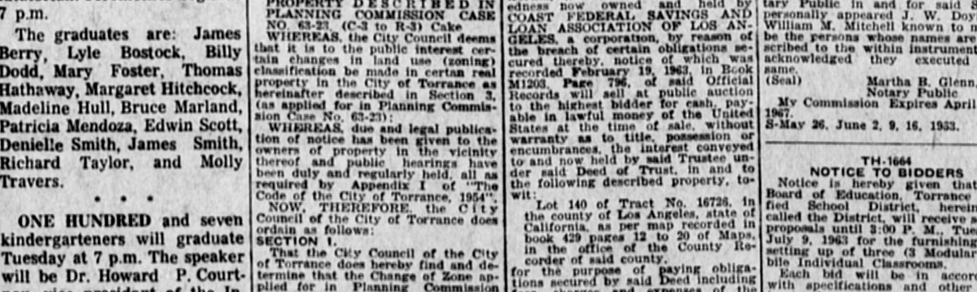 7 p.m.
The graduates are: James
Berry, Lyle Bostock, Billy
Dodd, Mary Foster, Thomas
Hathaway, Margaret Hitchcock,
Madeline Hull, Bruce Marland,
Patricia Mendoza, Edwin Scott,
Denielle Smith, James Smith,
Richard Taylor, and Molly
Travers.
• • •
ONE HUNDRED and seven
kindergarteners will graduate
Tuesday at 7 p.m. The speaker
will be Dr. Howard P. Court-
PROPERTY DESCRIBED IN
PLANNING COMMISSION CASE
NO. 63-23 (C-3 to R-3) Cake
WHEREAS, the City Council deems
that it is to the public interest cer-
tain changes in land use (zoning)
classification be made in certan real
property in the City of Torrance as
hereinafter described in Section 3,
(as applied for in Planning Commis-
sion Case No. 63-23):
WHEREAS, due and legal publica-
tion of notice has been given to the
owners of property in the vicinity
thereof and public hearings have
been duly and regularly held, all as
required by Appendix I of "The
Code of the City of Torrance, 1954".
NOW, THEREFORE, the City
Council of the City of Torrance does
ordain as follows:
SECTION 1.
That the City Council of the City
of Torrance does hereby find and de-
termine that the Change of Zone ap-
plied for in Planning Commission
edness now owned and held by
COAST FEDERAL SAVINGS AND
LOAN ASSOCIATION OF LOS AN-
GELES, a corporation, by reason of
the breach of certain obligations se-
cured thereby, notice of which was
recorded February 19, 1963, in Book
M1203, Page 796, of said Official
Records will sell at public auction
to the highest bidder for cash, pay-
able in lawful money of the United
States at the time of sale, without
warranty as to title, possession or
encumbrances, the interest conveyed
to and now held by said Trustee un-
der said Deed of Trust, in and to
the following described property, to-
wit:
Lot 140 of Tract No. 16726, in
the county of Los Angeles, state of
California, as per map recorded in
book 429 pages 12 to 20 of Maps,
in the office of the County Re-
corder of said county.
for the purpose of paying obliga-
tions secured by said Deed including
tary Public in and for said
personally appeared J. W. Dos
William M. Mitchell known to m
be the persons whose names are
scribed to the within instrumen
acknowledged they executed
same.
(Seal) Martha B. Glenn
Notary Public
My Commission Expires April
1967.
S-May 26, June 2, 9, 16, 1963.
TH-1664
NOTICE TO BIDDERS
Notice is hereby given that
Board of Education, Torrance
fied School District, herein
called the District, will receive
proposals until 3:00 P. M., Tue
July 9, 1963 for the furnishing
setting up of three (3 Modular
bile Individual Classrooms.
Each bid will be in accor
with specifications and other